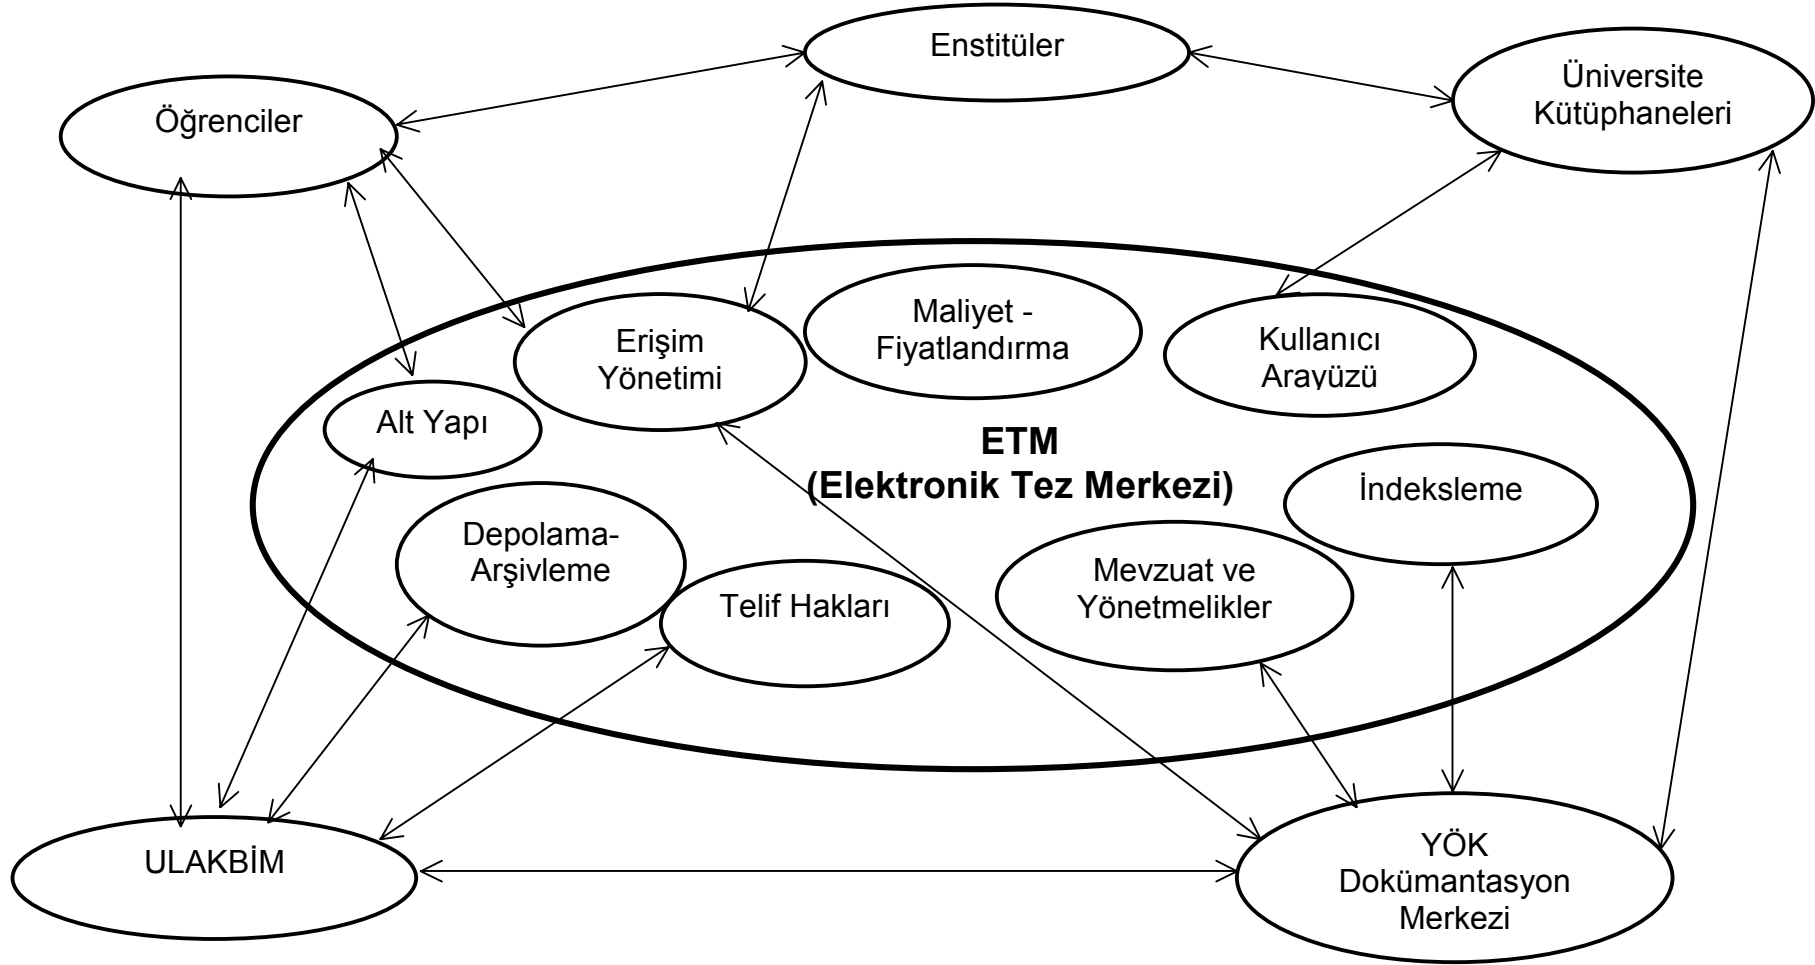 Enstitüler
Öğrenciler
Üniversite
Kütüphaneleri
Erişim
Yönetimi
Maliyet -
Fiyatlandırma
Kullanıcı
Arayüzü
Alt Yapı
ETM
(Elektronik Tez Merkezi)
İndeksleme
Depolama-
Arşivleme
Telif Hakları
Mevzuat ve
Yönetmelikler
ULAKBİM
YÖK
Dokümantasyon
Merkezi